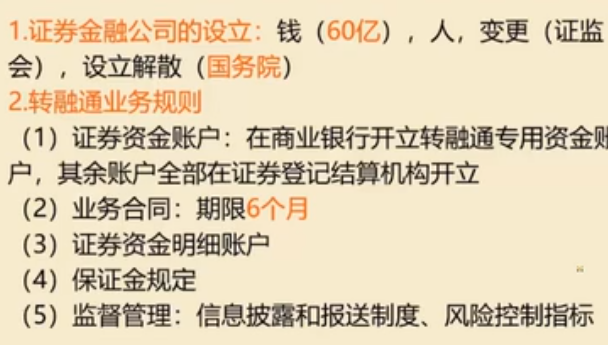 1.证券金融公司的设立：钱（60亿），人，变更（证监
会），设立解散（国务院）
2.转融通业务规则
（1）证券资金账户：在商业银行开立转融通专用资金账
户，其余账户全部在证券登记结算机构开立
（2）业务合同：期限6个月
（3）证券资金明细账户
（4）保证金规定
（5）监督管理：信息披露和报送制度、风险控制指标